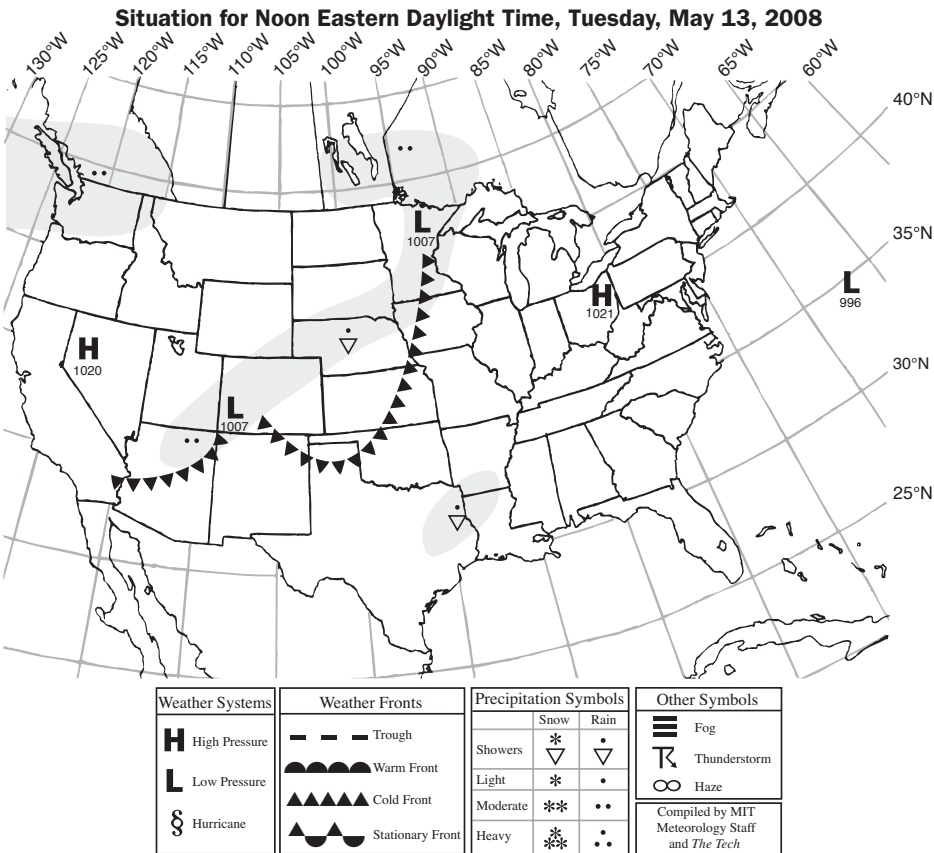 Situation for Noon Eastern Daylight Time, Tuesday, May 13, 2008
130°W 125°W 120°W 115°W 110°W 105°W 100°W 95°W 90°W 85°W 80°W 75°W 70°W 65°W 60°W
40°N
35°N
30°N
25°N
L
1007
L
996
H
1021
H
1020
L
1007
Weather Systems
H High Pressure
L Low Pressure
§ Hurricane
Weather Fronts
Trough
Warm Front
Cold Front
Stationary Front
Precipitation Symbols
Snow Rain
Showers
Light
Moderate
Heavy
Other Symbols
Fog
Thunderstorm
Haze
Compiled by MIT
Meteorology Staff
and The Tech